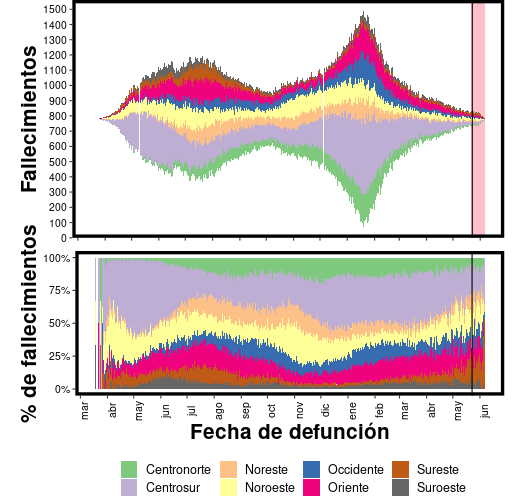 Fallecimientos
1500
1400
1300
1200
1100
1000
900
800
700
600
500
400
300
200
100
0
% de fallecimientos
100%
75%
50%
25%
0%
mar
abr
may
jun
jul
ago
sep
oct
nov
dic
ene
feb
mar
abr
may
jun
Fecha de defunción
Centronorte Noreste Occidente Sureste
Centrosur Noroeste Oriente Suroeste